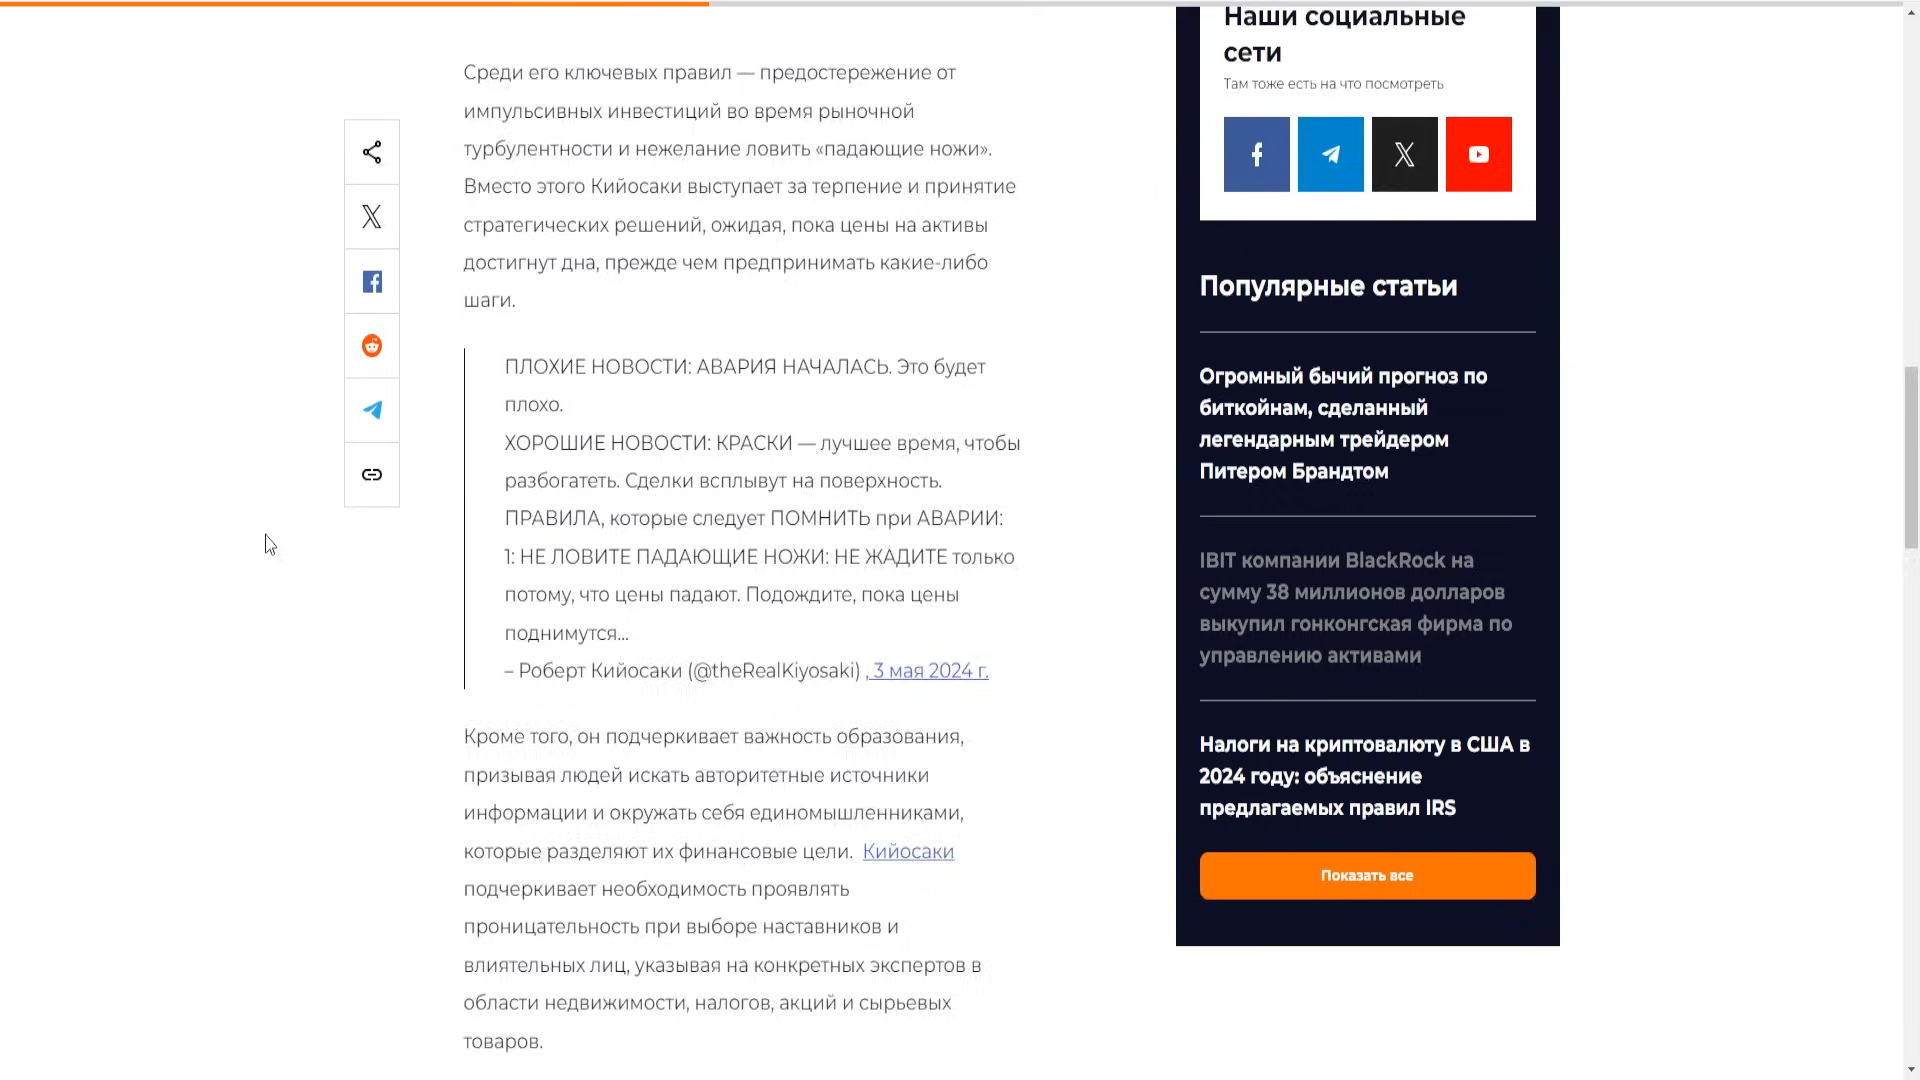 Среди его ключевых правил — предостережение от
импульсивных инвестиций во время рыночной
турбулентности и нежелание ловить «падающие ножи».
Вместо этого Кийосаки выступает за терпение и принятие
стратегических решений, ожидая, пока цены на активы
достигнут дна, прежде чем предпринимать какие-либо
шаги.
ПЛОХИЕ НОВОСТИ: АВАРИЯ НАЧАЛАСЬ. Это будет
плохо.
ХОРОШИЕ НОВОСТИ: КРАСКИ — лучшее время, чтобы
разбогатеть. Сделки всплывут на поверхность.
ПРАВИЛА, которые следует ПОМНИТЬ при АВАРИИ:
1: НЕ ЛОВИТЕ ПАДАЮЩИЕ НОЖИ: НЕ ЖАДИТЕ только
потому, что цены падают. Подождите, пока цены
поднимутся…
– Роберт Кийосаки (@theRealKiyosaki) , 3 мая 2024 г.
Кроме того, он подчеркивает важность образования,
призывая людей искать авторитетные источники
информации и окружать себя единомышленниками,
которые разделяют их финансовые цели. Кийосаки
подчеркивает необходимость проявлять
проницательность при выборе наставников и
влиятельных лиц, указывая на конкретных экспертов в
области недвижимости, налогов, акций и сырьевых
товаров.
Наши социальные
сети
Там тоже есть на что посмотреть
Популярные статьи
Огромный бычий прогноз по
биткойнам, сделанный
легендарным трейдером
Питером Брандтом
IBIT компании BlackRock на
сумму 38 миллионов долларов
выкупил гонконгская фирма по
управлению активами
Налоги на криптовалюту в США в
2024 году: объяснение
предлагаемых правил IRS
Показать все